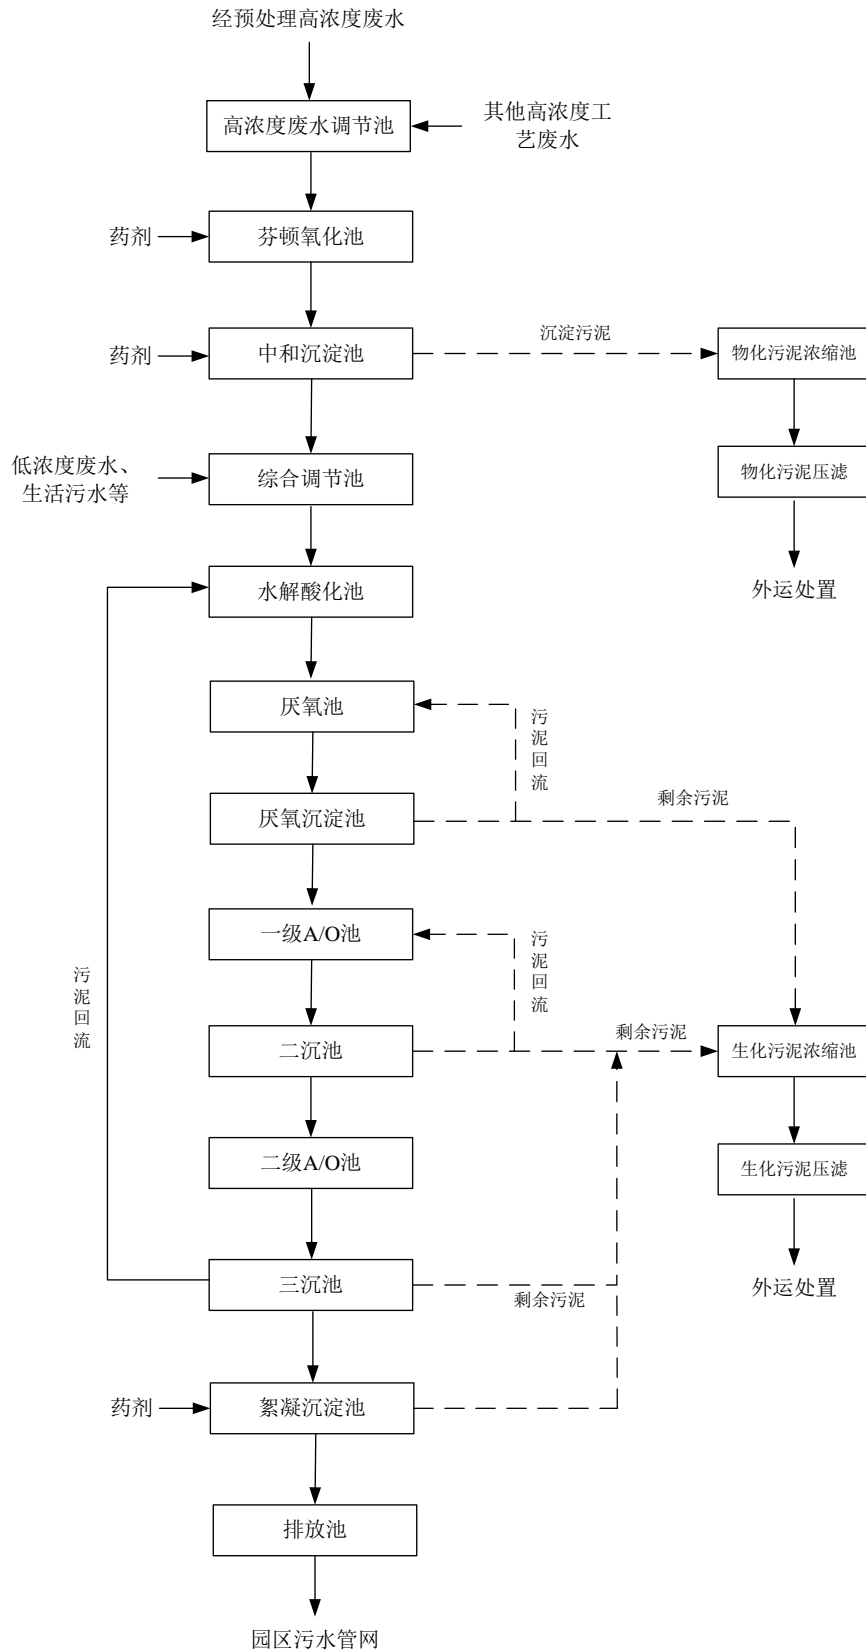 经预处理高浓度废水
高浓度废水调节池
其他高浓度工
艺废水
药剂
芬顿氧化池
药剂
中和沉淀池
沉淀污泥
物化污泥浓缩池
低浓度废水、
生活污水等
综合调节池
物化污泥压滤
水解酸化池
外运处置
厌氧池
污泥回流
厌氧沉淀池
剩余污泥
一级A/O池
污泥回流
污泥回流
二沉池
剩余污泥
生化污泥浓缩池
二级A/O池
生化污泥压滤
三沉池
剩余污泥
外运处置
药剂
絮凝沉淀池
排放池
园区污水管网